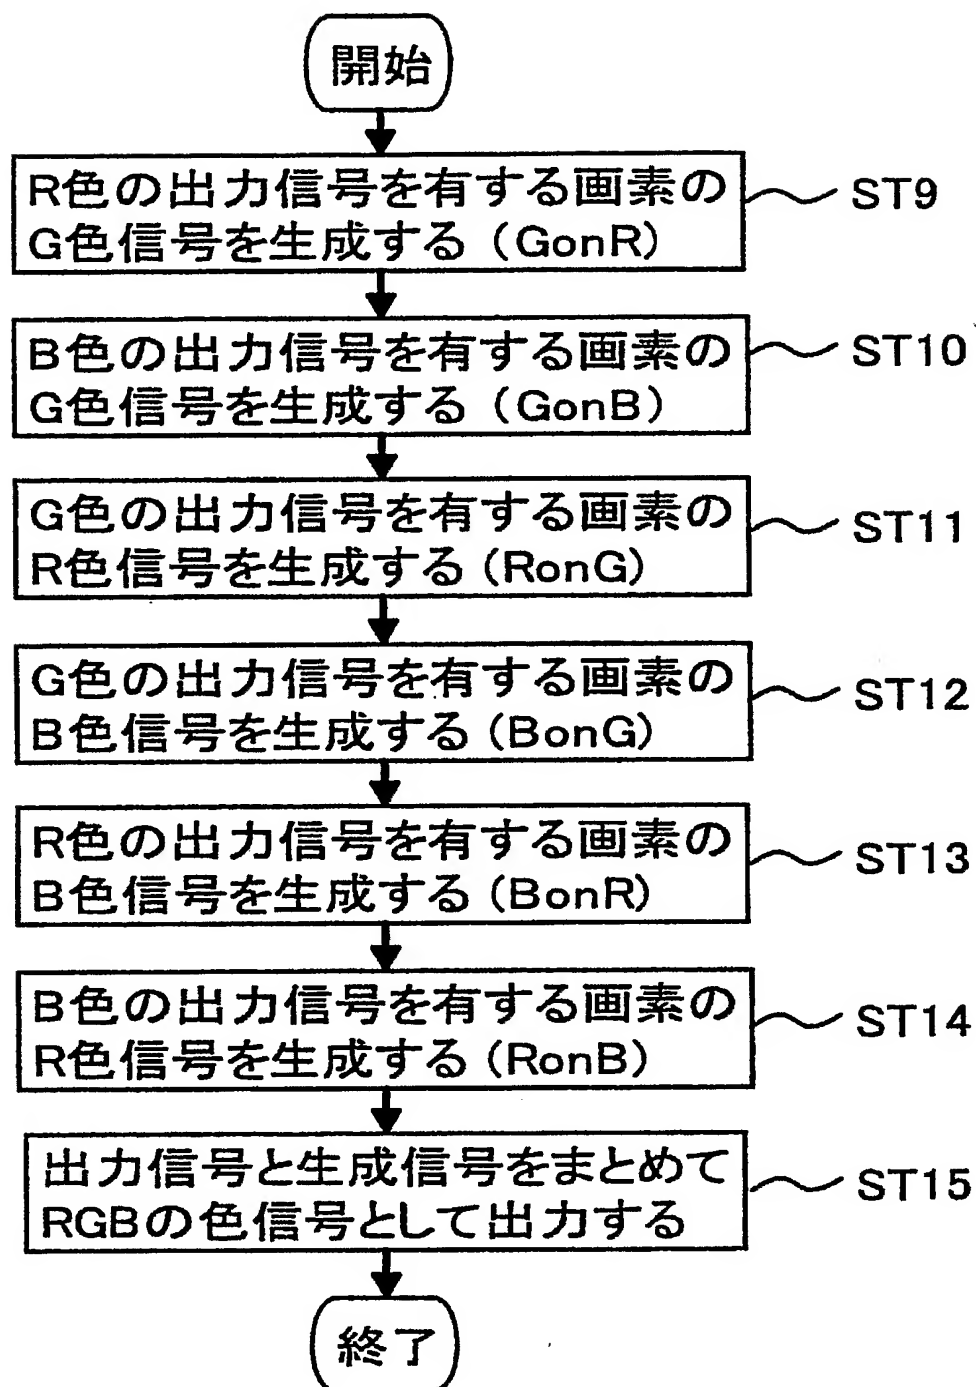 開始
R色の出力信号を有する画素の
G色信号を生成する（GonR）
ST9
B色の出力信号を有する画素の
G色信号を生成する（GonB）
ST10
G色の出力信号を有する画素の
R色信号を生成する（RonG）
ST11
G色の出力信号を有する画素の
B色信号を生成する（BonG）
ST12
R色の出力信号を有する画素の
B色信号を生成する（BonR）
ST13
B色の出力信号を有する画素の
R色信号を生成する（RonB）
ST14
出力信号と生成信号をまとめて
RGBの色信号として出力する
ST15
終了